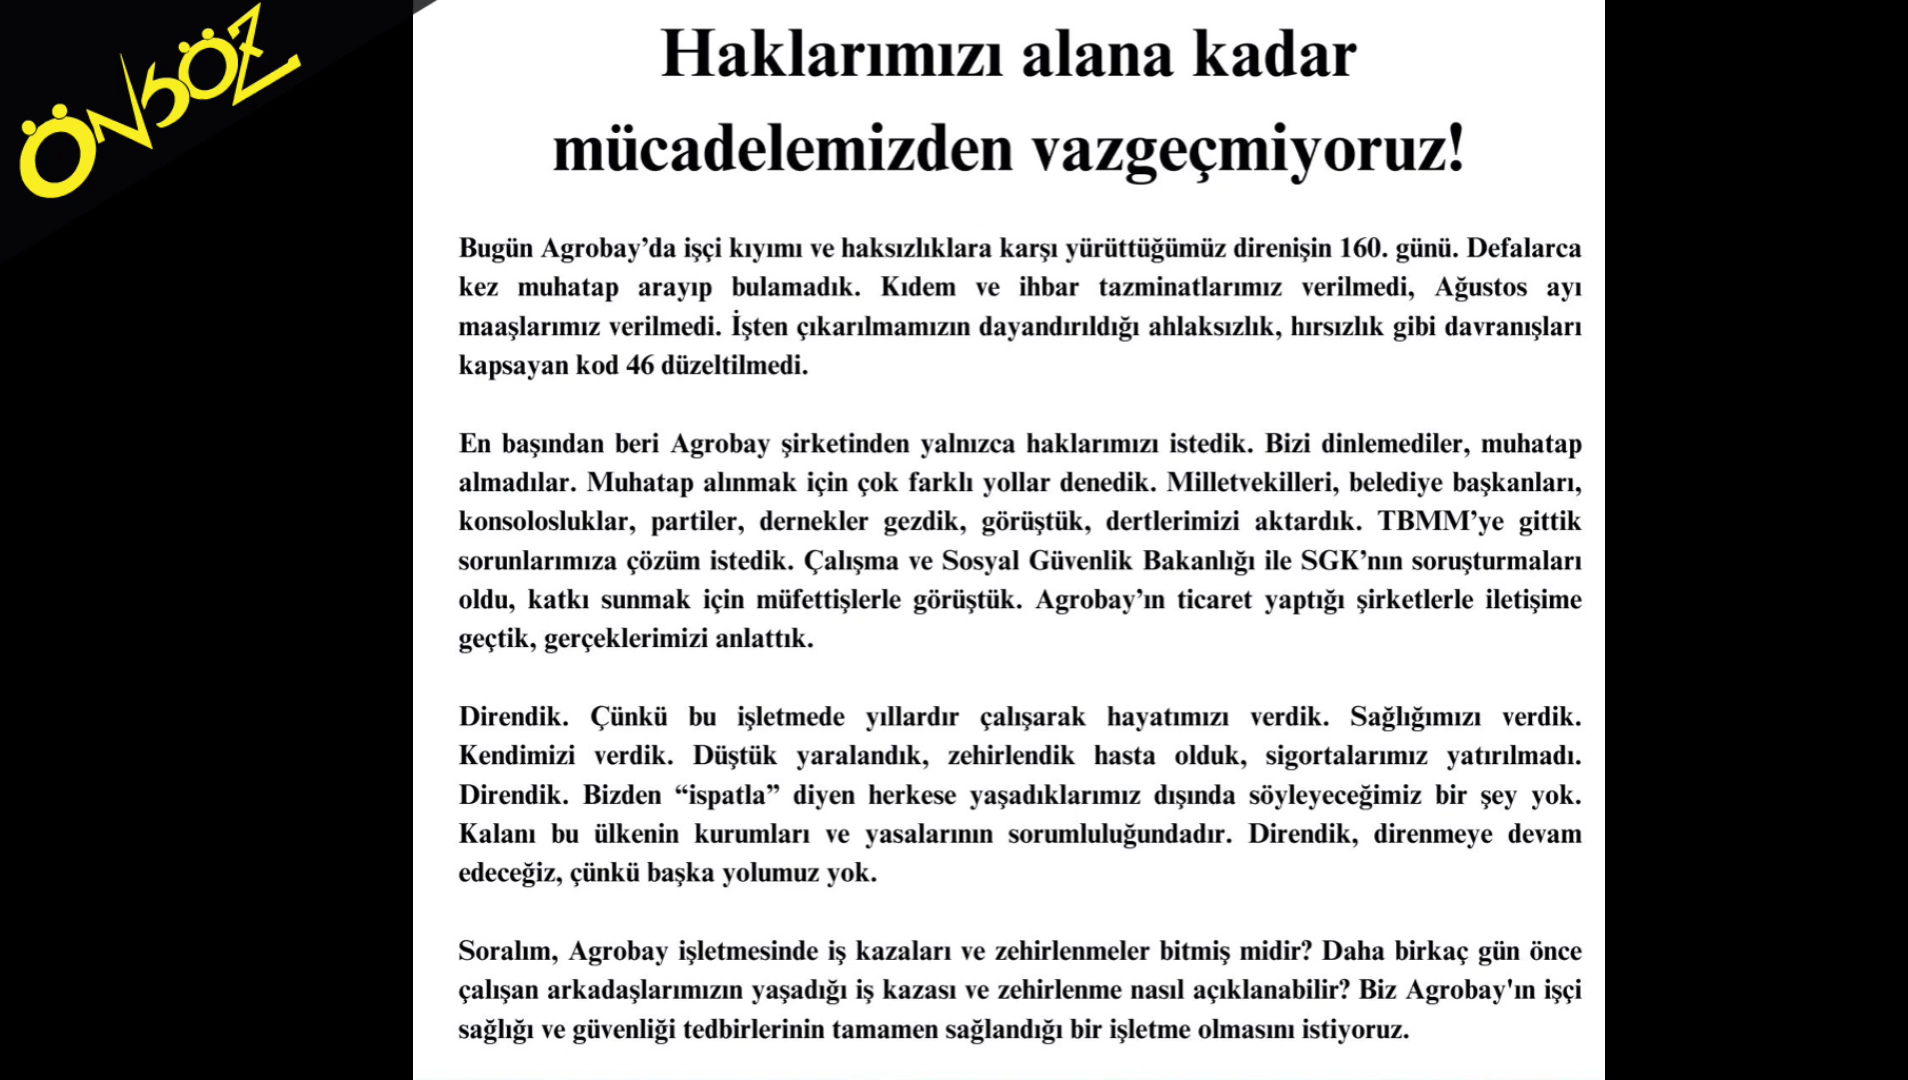 ÖNSÖZ
Haklarımızı alana kadar
mücadelemizden vazgeçmiyoruz!
Bugün Agrobay’da işçi kıyımı ve haksızlıklara karşı yürüttüğümüz direnişin 160. günü. Defalarca
kez muhatap arayıp bulamadık. Kıdem ve ihbar tazminatlarımız verilmedi, Ağustos ayı
maaşlarımız verilmedi. İşten çıkarılmamızın dayandırıldığı ahlaksızlık, hırsızlık gibi davranışları
kapsayan kod 46 düzeltilmedi.
En başından beri Agrobay şirketinden yalnızca haklarımızı istedik. Bizi dinlemediler, muhatap
almadılar. Muhatap alınmak için çok farklı yollar denedik. Milletvekilleri, belediye başkanları,
konsolosluklar, partiler, dernekler gezdik, görüştük, dertlerimizi aktardık. TBMM’ye gittik
sorunlarımıza çözüm istedik. Çalışma ve Sosyal Güvenlik Bakanlığı ile SGK’nın soruşturmaları
oldu, katkı sunmak için müfettişlerle görüştük. Agrobay’ın ticaret yaptığı şirketlerle iletişime
geçtik, gerçeklerimizi anlattık.
Direndik. Çünkü bu işletmede yıllardır çalışarak hayatımızı verdik. Sağlığımızı verdik.
Kendimizi verdik. Düştük yaralandık, zehirlendik hasta olduk, sigortalarımız yatırılmadı.
Direndik. Bizden “ispatla” diyen herkese yaşadıklarımız dışında söyleyeceğimiz bir şey yok.
Kalanı bu ülkenin kurumları ve yasalarının sorumluluğundadır. Direndik, direnmeye devam
edeceğiz, çünkü başka yolumuz yok.
Soralım, Agrobay işletmesinde iş kazaları ve zehirlenmeler bitmiş midir? Daha birkaç gün önce
çalışan arkadaşlarımızın yaşadığı iş kazası ve zehirlenme nasıl açıklanabilir? Biz Agrobay'ın işçi
sağlığı ve güvenliği tedbirlerinin tamamen sağlandığı bir işletme olmasını istiyoruz.